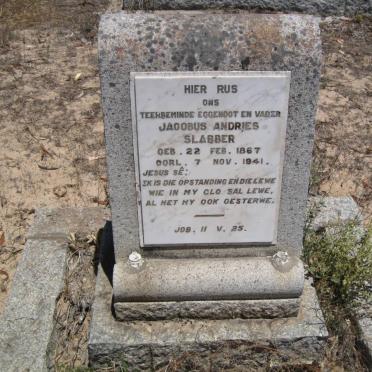 HIER RUS
ONS
TEERBEMINDE EGGENOOT EN VADER
JACOBUS ANDRIES
SLABBER
GEB. 22 FEB. 1867
OORL. 7 NOV. 1941.
JESUS SÊ:
EK IS DIE OPSTANDING EN DIE LEWE
WIE IN MY GLO SAL LEWE,
AL HET HY OOK GESTERWE.
JOH. 11 V. 25.